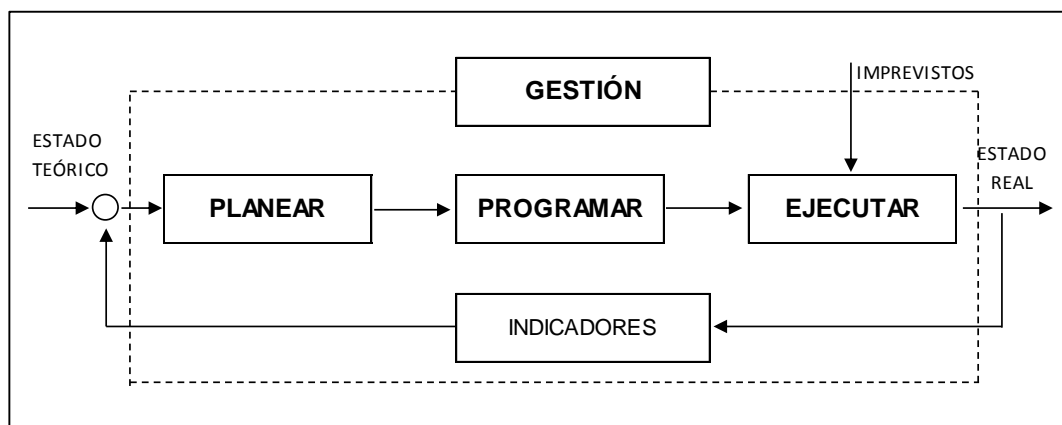 GESTIÓN
IMPREVISTOS
ESTADO
TEÓRICO
ESTADO
REAL
PLANEAR
PROGRAMAR
EJECUTAR
INDICADORES